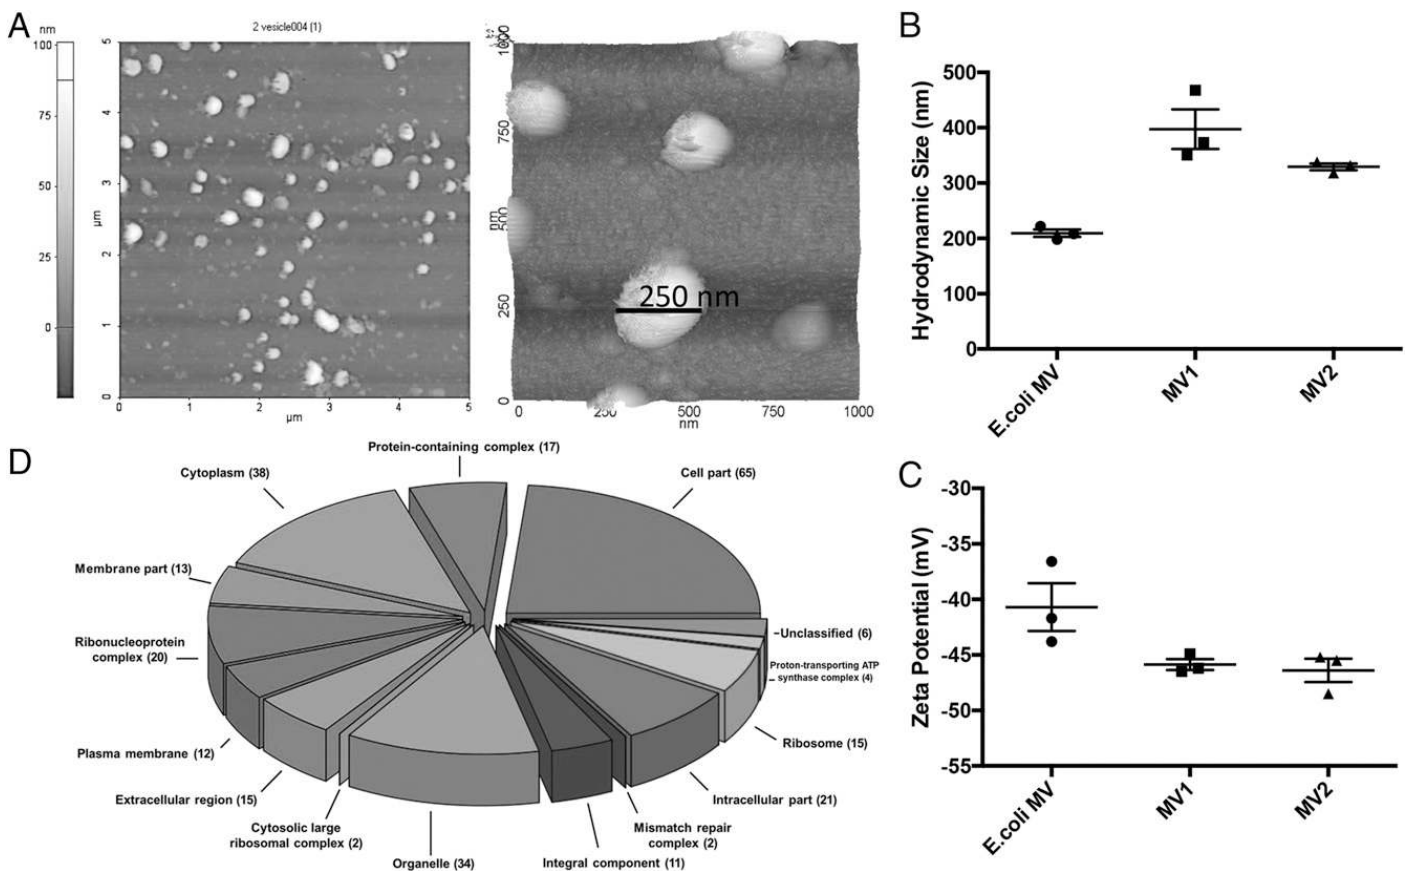 A
nm
100
75
50
25
0
2 vesicle004 (1)
5
4
3
2
1
0
µm
0
1
2
3
4
5
µm
1000
750
500
250
0
nm
0
250
500
750
1000
nm
250 nm
B
Hydrodynamic Size (nm)
500
400
300
200
100
0
E.coli MV
MV1
MV2
D
Protein-containing complex (17)
Cytoplasm (38)
Cell part (65)
Membrane part (13)
Ribonucleoprotein
complex (20)
Unclassified (6)
Proton-transporting ATP
synthase complex (4)
Plasma membrane (12)
Ribosome (15)
Extracellular region (15)
Intracellular part (21)
Cytosolic large
ribosomal complex (2)
Mismatch repair
complex (2)
Organelle (34)
Integral component (11)
C
Zeta Potential (mV)
-30
-35
-40
-45
-50
-55
E.coli MV
MV1
MV2